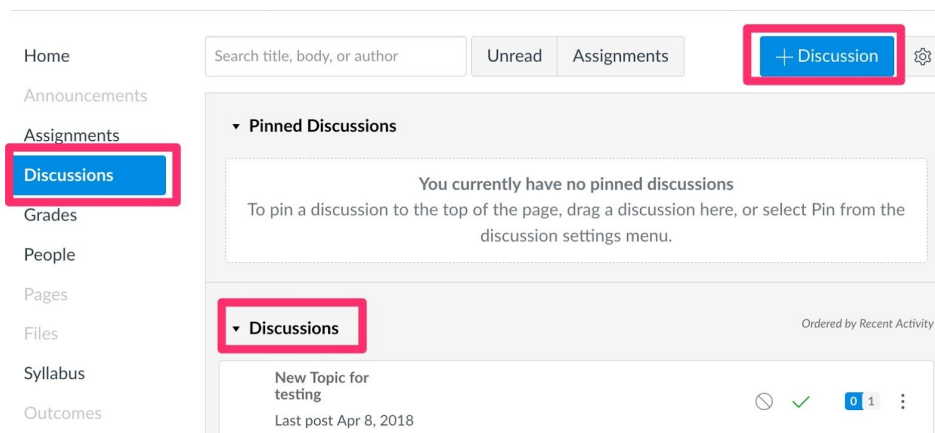 Home
Search title, body, or author
Unread
Assignments
+ Discussion
Announcements
Assignments
Discussions
Grades
People
Pages
Files
Syllabus
Outcomes
Pinned Discussions
You currently have no pinned discussions
To pin a discussion to the top of the page, drag a discussion here, or select Pin from the
discussion settings menu.
Discussions
Ordered by Recent Activity
New Topic for
testing
Last post Apr 8, 2018
0 1